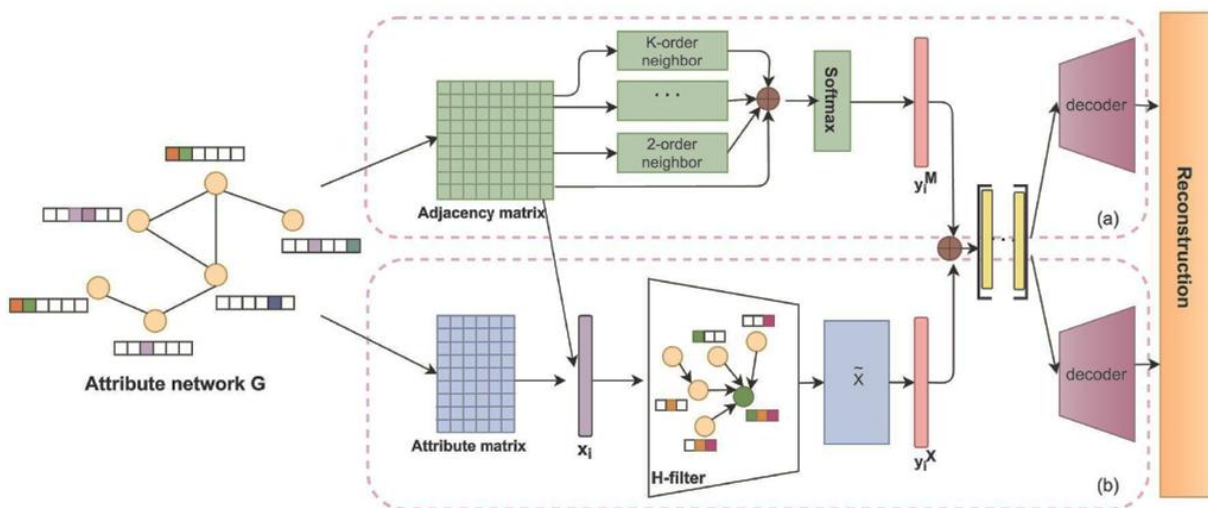 K-order
neighbor
...
2-order
neighbor
Softmax
decoder
Adjacency matrix
y_i^M
(a)
Reconstruction
Attribute network G
Attribute matrix
x_i
H-filter
X̃
y_i^X
...
decoder
(b)